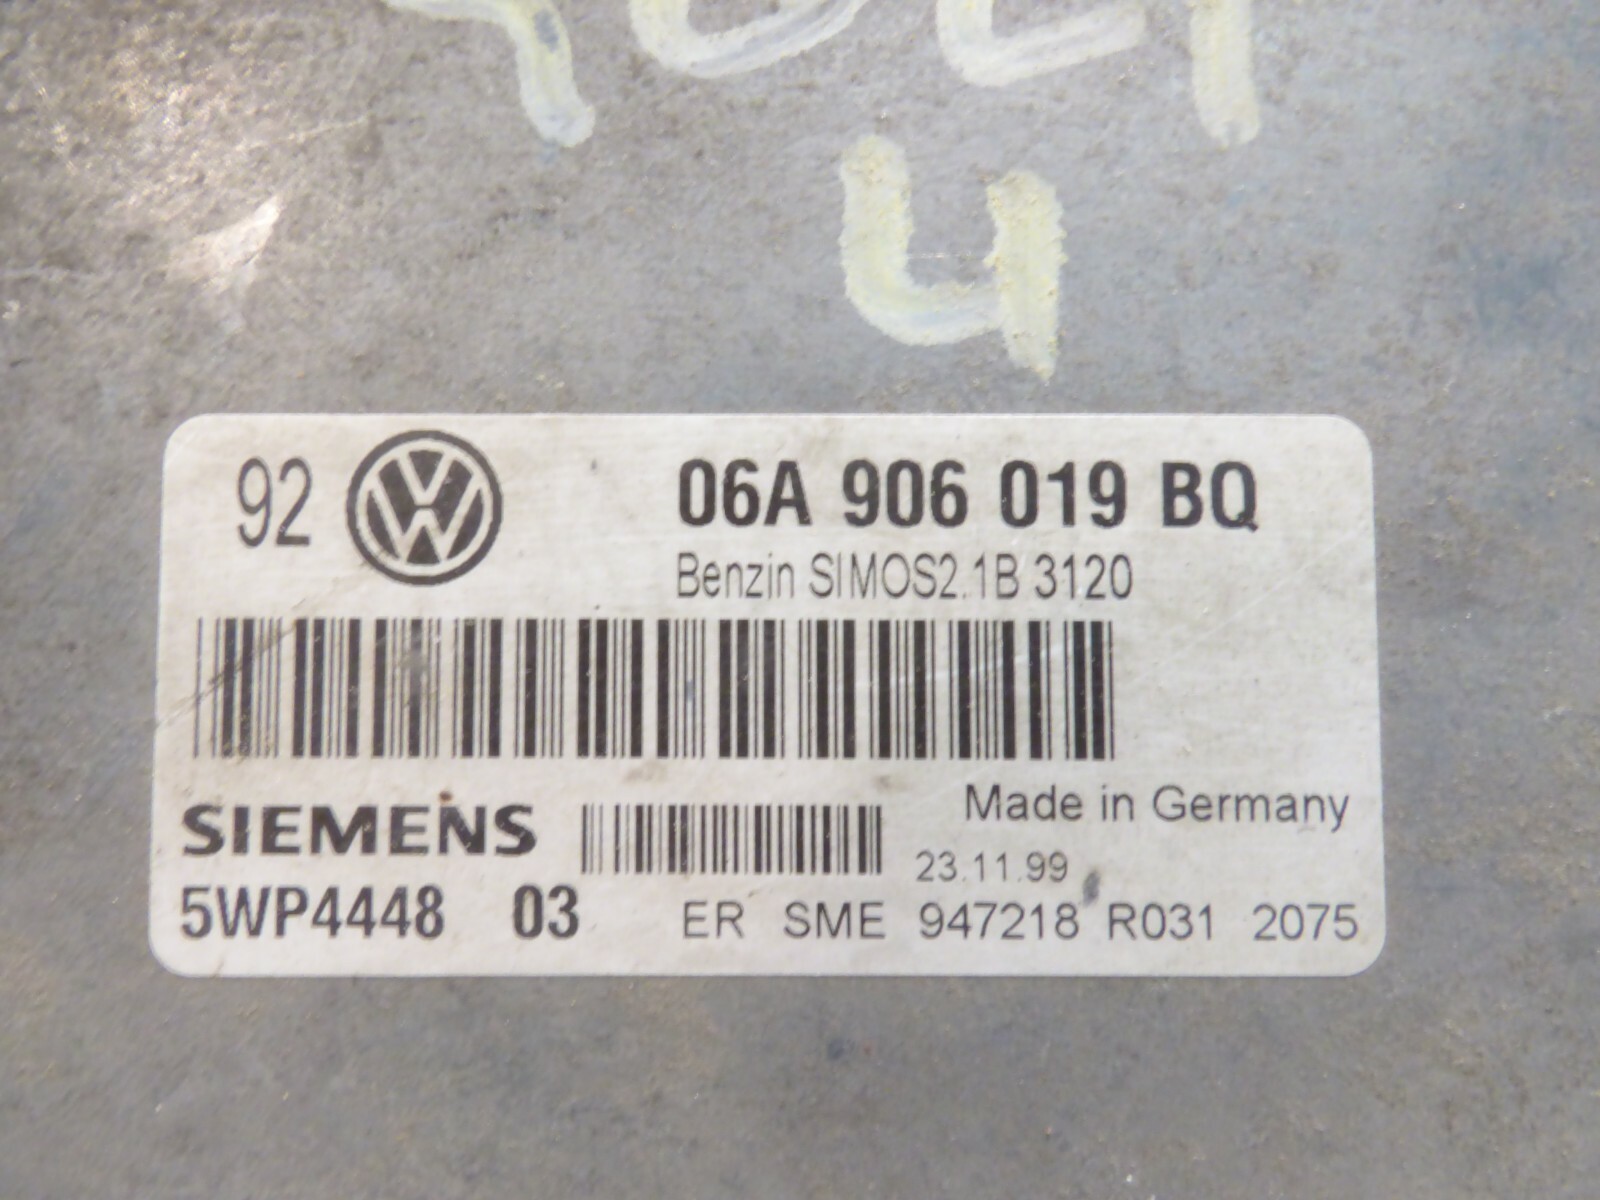 GOLF
4
92 06A 906 019 BQ
Benzin SIMOS2.1B 3120
SIEMENS
Made in Germany
23.11.99
5WP4448 03 ER SME 947218 R031 2075